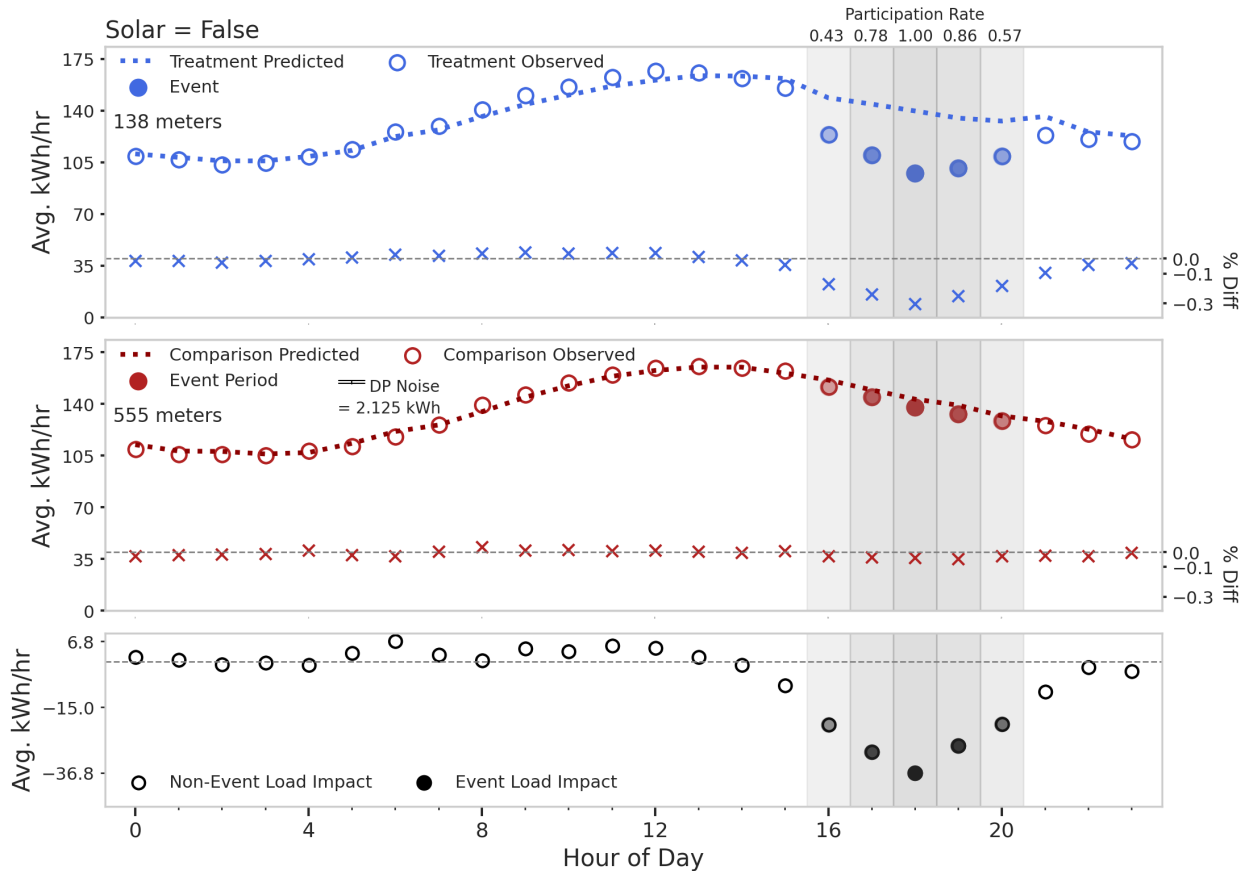 Solar = False
Participation Rate
0.43 0.78 1.00 0.86 0.57
Treatment Predicted Treatment Observed
Event
138 meters
Avg. kWh/hr
175
140
105
70
35
0
0.0
−0.1
−0.3
% Diff
Comparison Predicted Comparison Observed
Event Period
DP Noise
= 2.125 kWh
555 meters
Avg. kWh/hr
175
140
105
70
35
0
0.0
−0.1
−0.3
% Diff
Avg. kWh/hr
6.8
−15.0
−36.8
Non-Event Load Impact Event Load Impact
0 4 8 12 16 20
Hour of Day